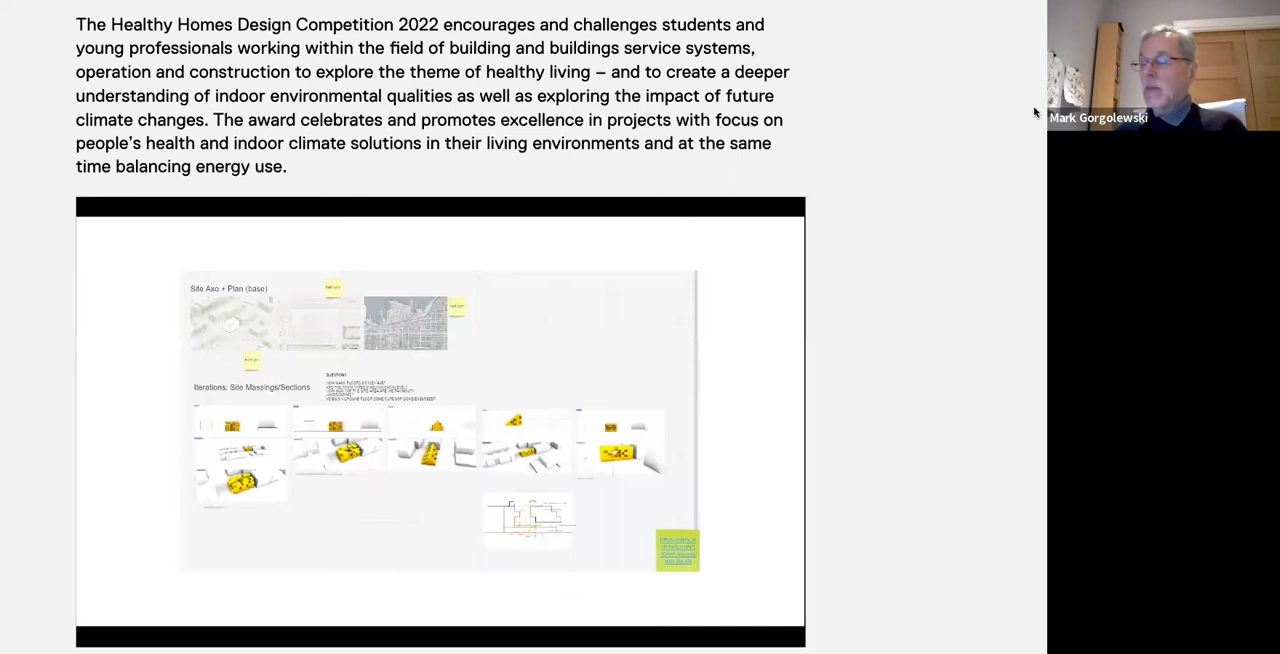 The Healthy Homes Design Competition 2022 encourages and challenges students and
young professionals working within the field of building and buildings service systems,
operation and construction to explore the theme of healthy living – and to create a deeper
understanding of indoor environmental qualities as well as exploring the impact of future
climate changes. The award celebrates and promotes excellence in projects with focus on
people's health and indoor climate solutions in their living environments and at the same
time balancing energy use.
Mark Gorgolewski
Site Axo + Plan (base)
Iterations: Site Massings/Sections